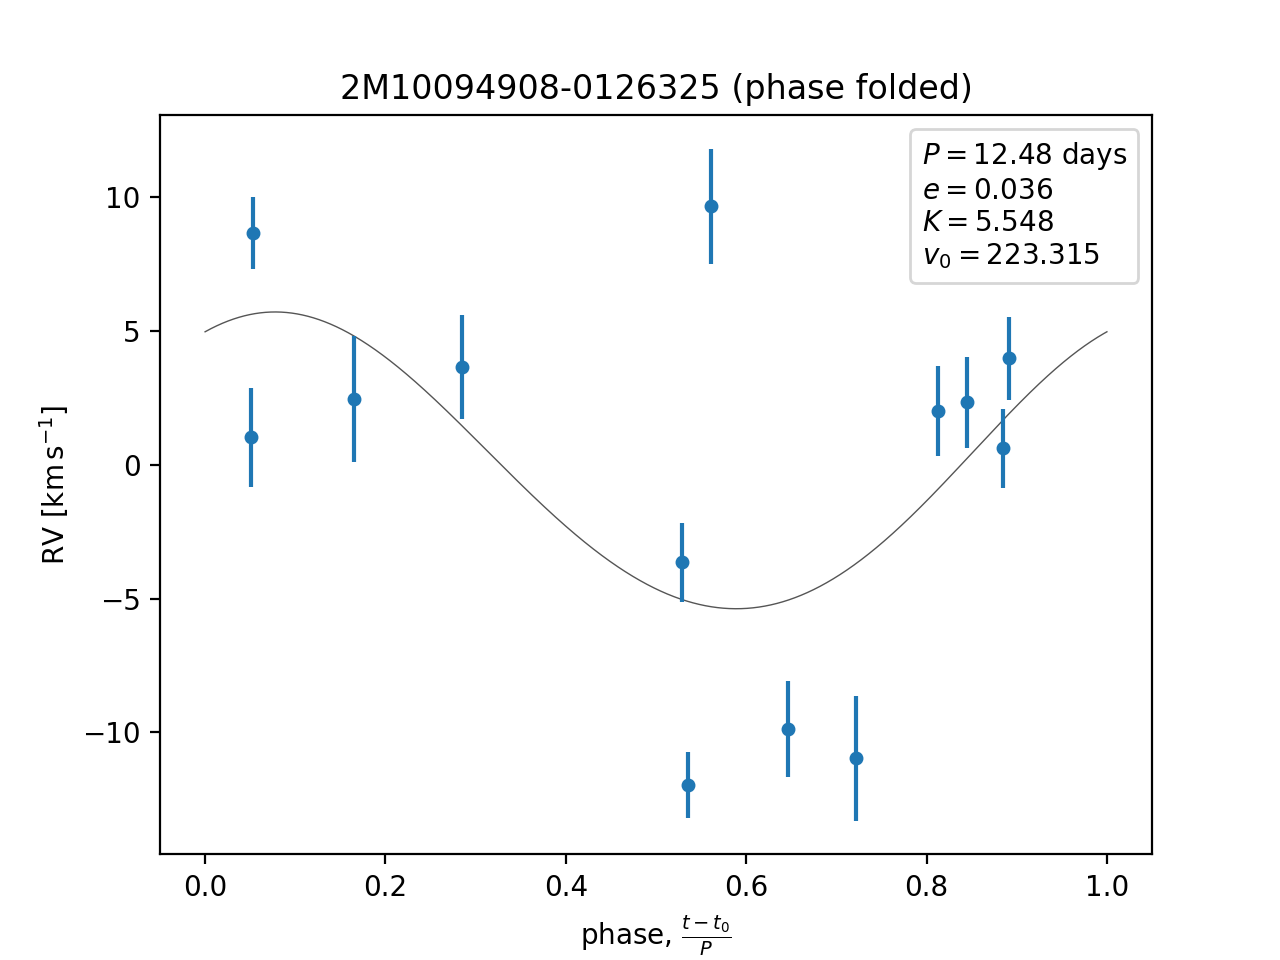 2M10094908-0126325 (phase folded)
P = 12.48 days
e = 0.036
K = 5.548
v₀ = 223.315
RV [km s⁻¹]
10
5
0
−5
−10
0.0 0.2 0.4 0.6 0.8 1.0
phase, (t − t₀)/P